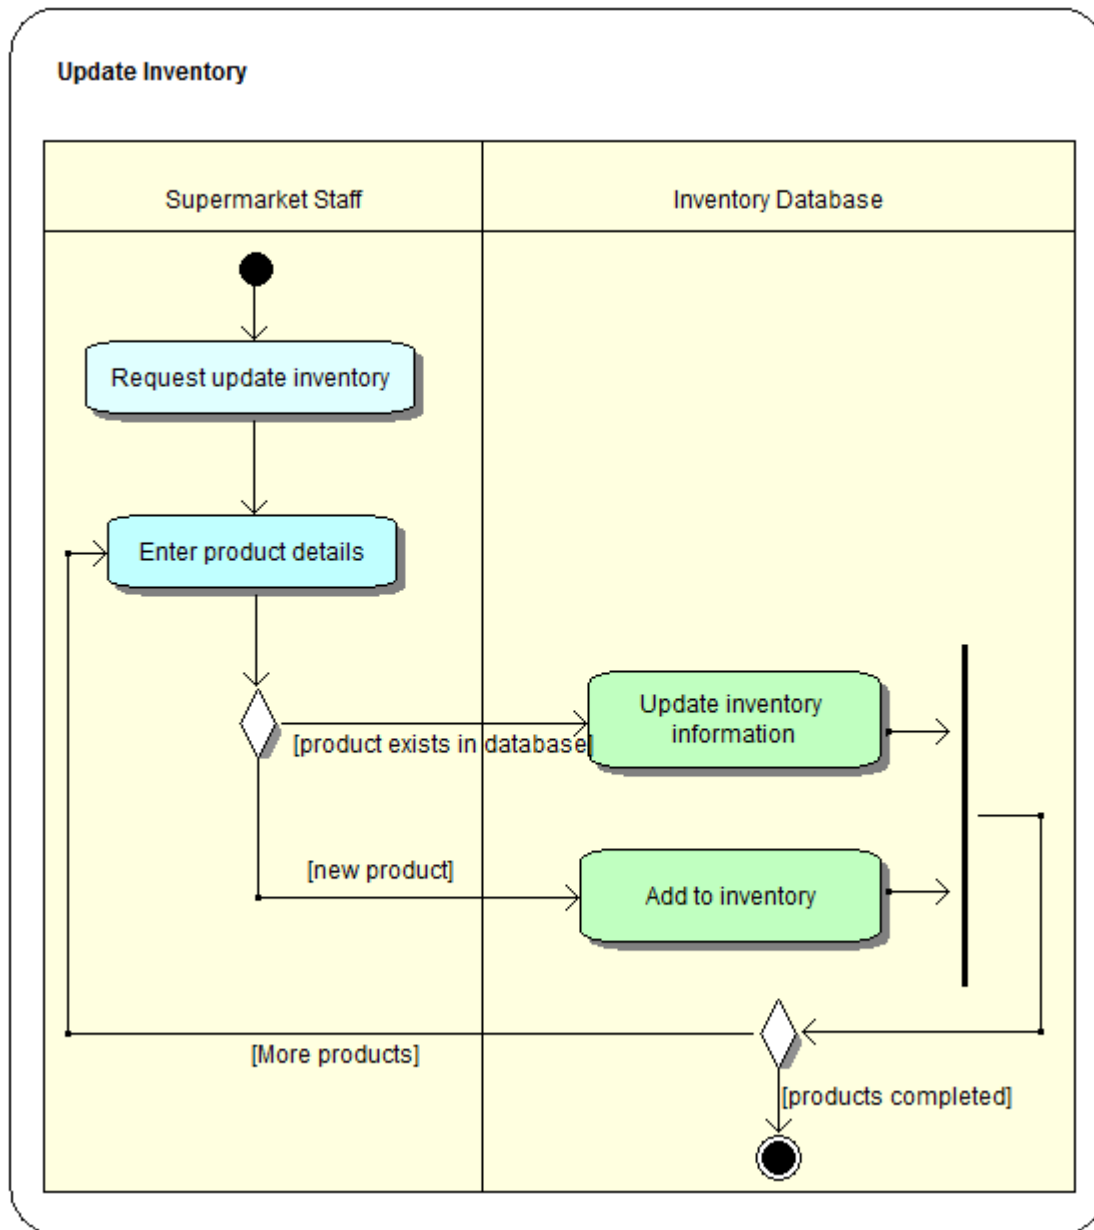 Update Inventory
Supermarket Staff
Inventory Database
Request update inventory
Enter product details
Update inventory
information
[product exists in database]
[new product]
Add to inventory
[More products]
[products completed]